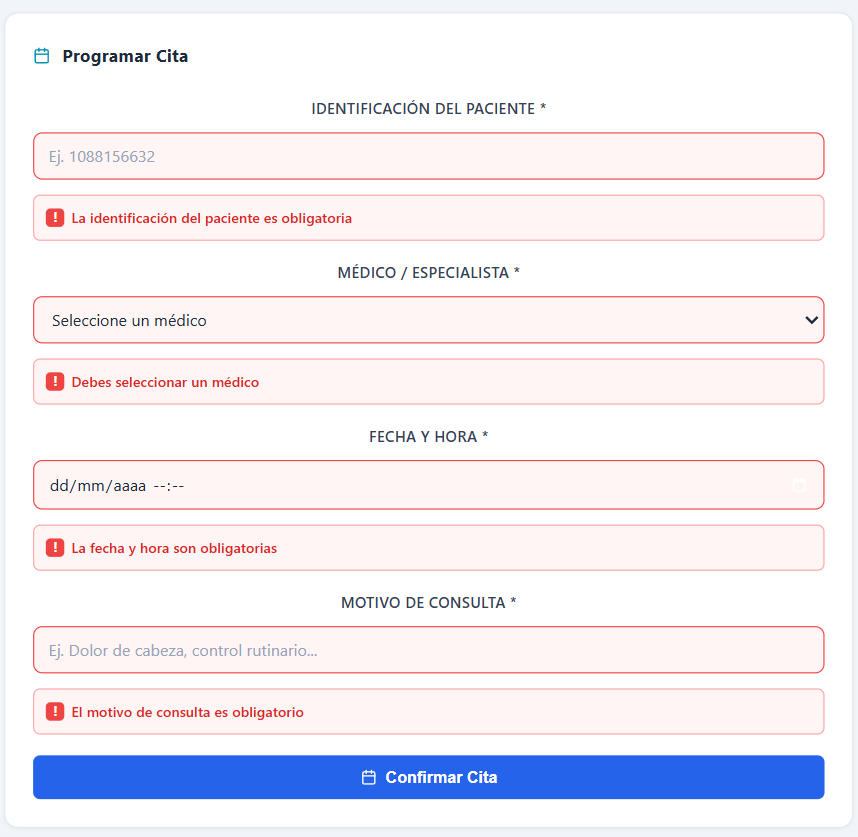 Programar Cita
IDENTIFICACIÓN DEL PACIENTE *
Ej. 1088156632
! La identificación del paciente es obligatoria
MÉDICO / ESPECIALISTA *
Seleccione un médico
! Debes seleccionar un médico
FECHA Y HORA *
dd/mm/aaaa --:--
! La fecha y hora son obligatorias
MOTIVO DE CONSULTA *
Ej. Dolor de cabeza, control rutinario...
! El motivo de consulta es obligatorio
Confirmar Cita